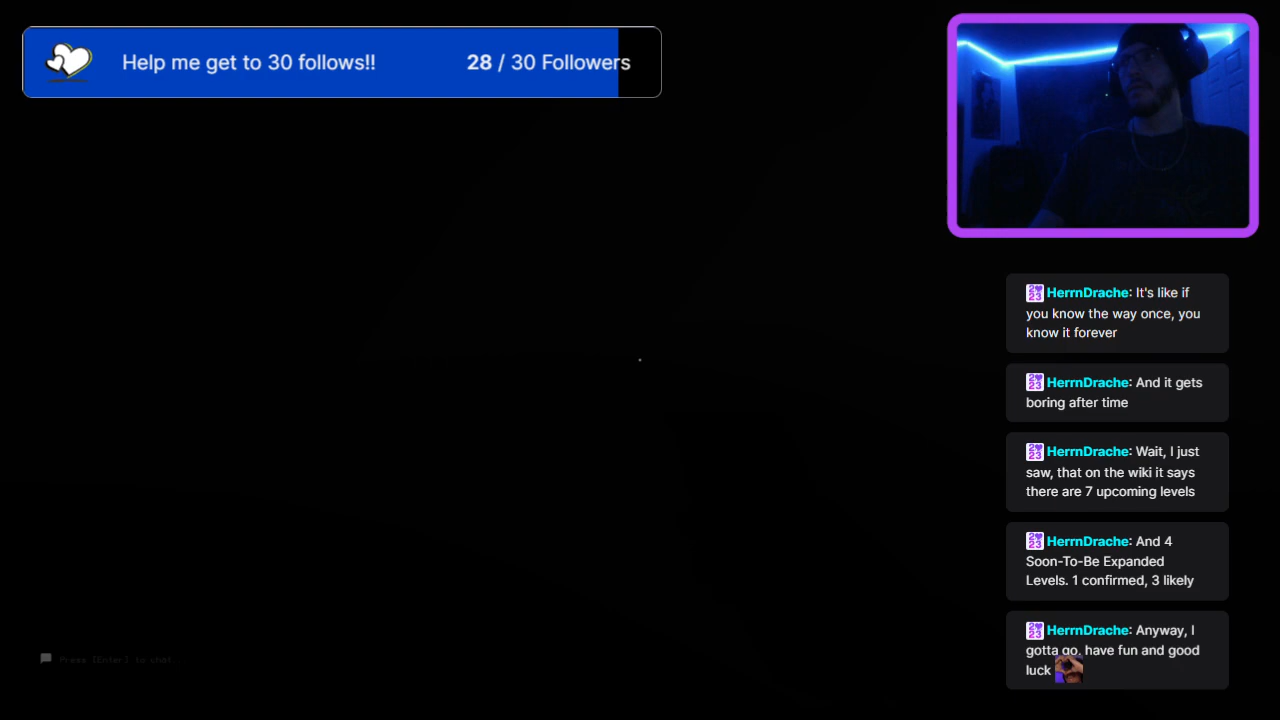 Help me get to 30 follows!! 28 / 30 Followers
HerrnDrache: It's like if
you know the way once, you
know it forever
HerrnDrache: And it gets
boring after time
HerrnDrache: Wait, I just
saw, that on the wiki it says
there are 7 upcoming levels
HerrnDrache: And 4
Soon-To-Be Expanded
Levels. 1 confirmed, 3 likely
HerrnDrache: Anyway, I
gotta go, have fun and good
luck
Press [Enter] to chat